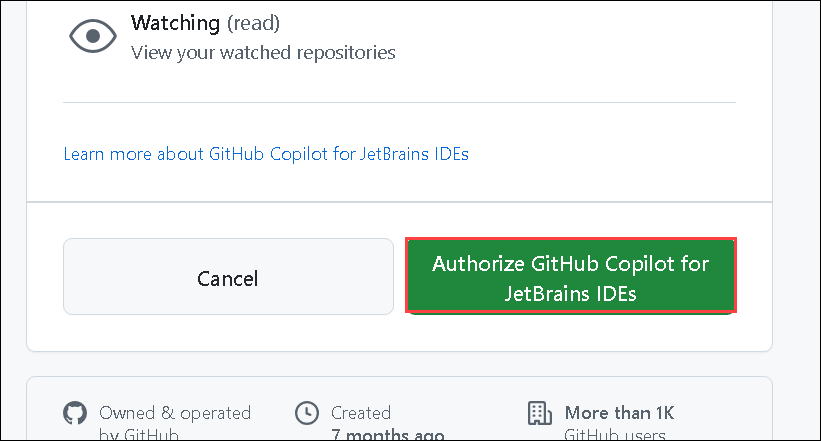 Watching (read)
View your watched repositories
Learn more about GitHub Copilot for JetBrains IDEs
Cancel
Authorize GitHub Copilot for
JetBrains IDEs
Owned & operated
by GitHub
Created
7 months ago
More than 1K
GitHub users